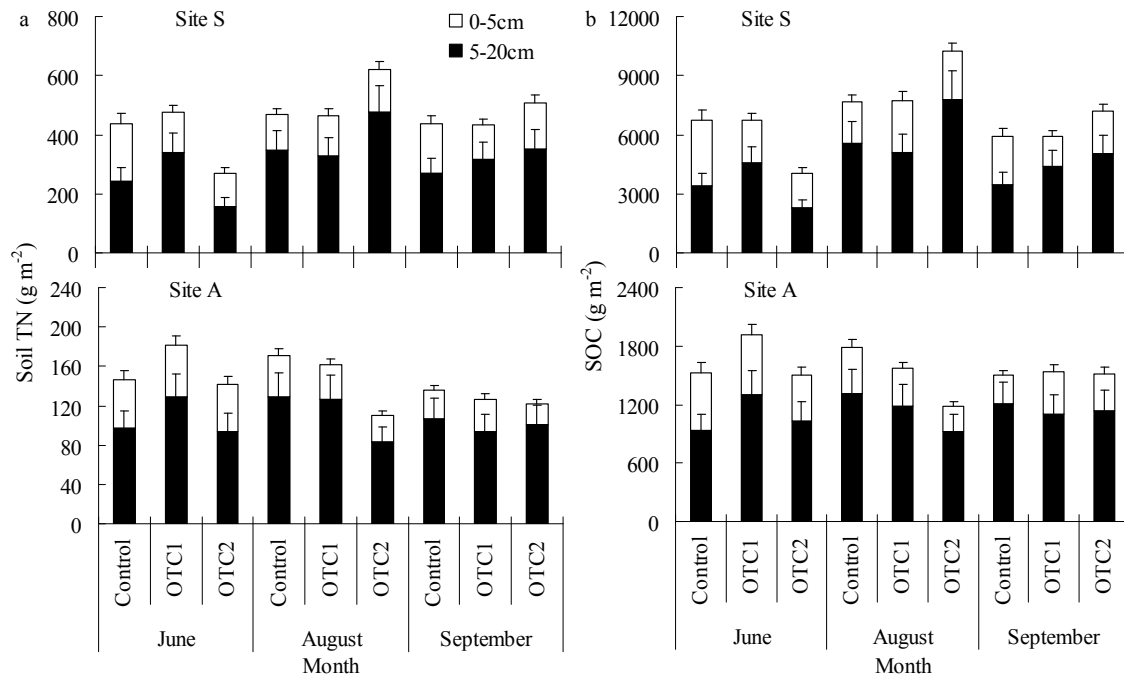 a
Site S
0-5cm
5-20cm
800
600
400
200
0
Site A
240
200
160
120
80
40
0
Soil TN (g m-2)
Control
OTC1
OTC2
Control
OTC1
OTC2
Control
OTC1
OTC2
June
August
September
Month
b
Site S
12000
9000
6000
3000
0
Site A
2400
1800
1200
600
0
SOC (g m-2)
Control
OTC1
OTC2
Control
OTC1
OTC2
Control
OTC1
OTC2
June
August
September
Month